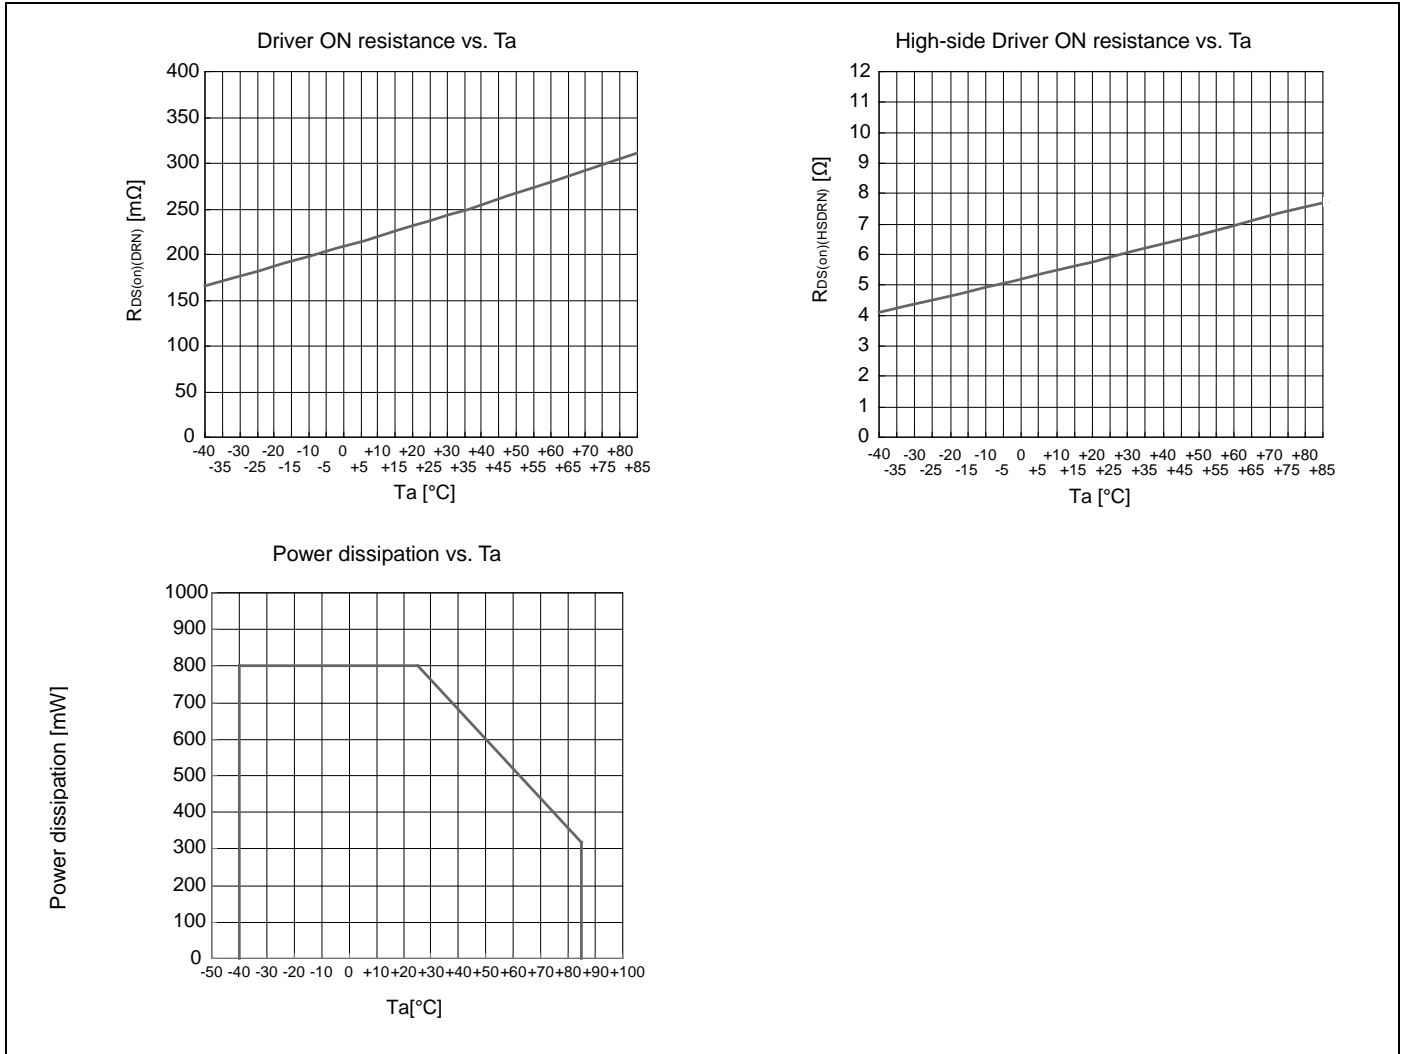 Driver ON resistance vs. Ta
RDS(on)(DRN) [mΩ]
400
350
300
250
200
150
100
50
0
-40 -30 -20 -10 0 +10 +20 +30 +40 +50 +60 +70 +80
-35 -25 -15 -5 +5 +15 +25 +35 +45 +55 +65 +75 +85
Ta [°C]
High-side Driver ON resistance vs. Ta
RDS(on)(HSDRN) [Ω]
12
11
10
9
8
7
6
5
4
3
2
1
0
-40 -30 -20 -10 0 +10 +20 +30 +40 +50 +60 +70 +80
-35 -25 -15 -5 +5 +15 +25 +35 +45 +55 +65 +75 +85
Ta [°C]
Power dissipation vs. Ta
Power dissipation [mW]
1000
900
800
700
600
500
400
300
200
100
0
-50 -40 -30 -20 -10 0 +10 +20 +30 +40 +50 +60 +70 +80 +90 +100
Ta[°C]